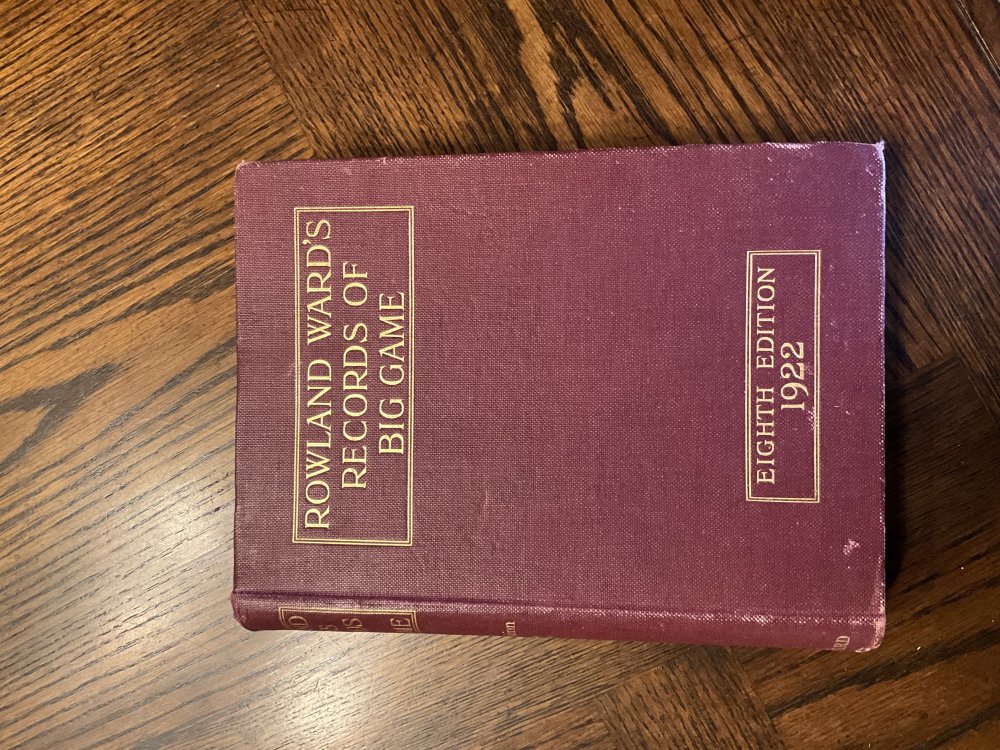 ROWLAND WARD'S
RECORDS OF
BIG GAME
EIGHTH EDITION
1922